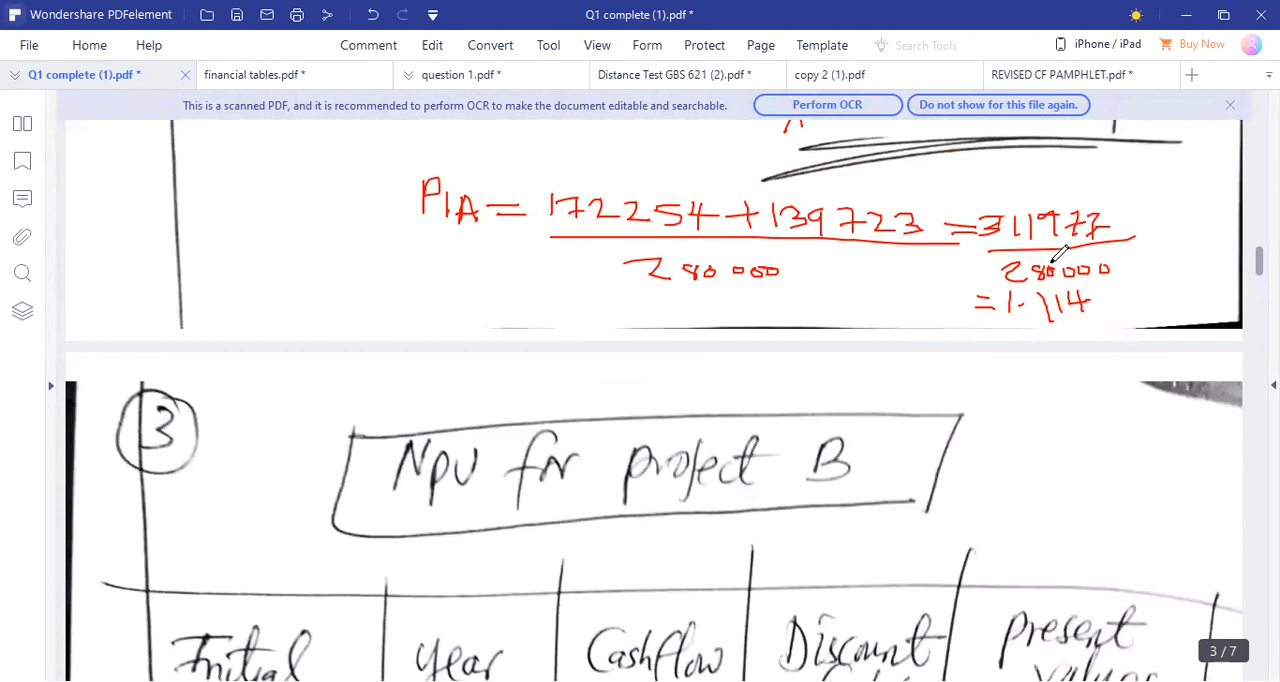 Wondershare PDFelement
Q1 complete (1).pdf *
File Home Help Comment Edit Convert Tool View Form Protect Page Template Search Tools iPhone / iPad Buy Now
Q1 complete (1).pdf * financial tables.pdf * question 1.pdf * Distance Test GBS 621 (2).pdf * copy 2 (1).pdf REVISED CF PAMPHLET.pdf *
This is a scanned PDF, and it is recommended to perform OCR to make the document editable and searchable. Perform OCR Do not show for this file again.
PIA = 172254 + 139723 = 311977
280000 280000
= 1.114
3
NPV for project B
Initial year Cashflow Discount present
values
3 / 7